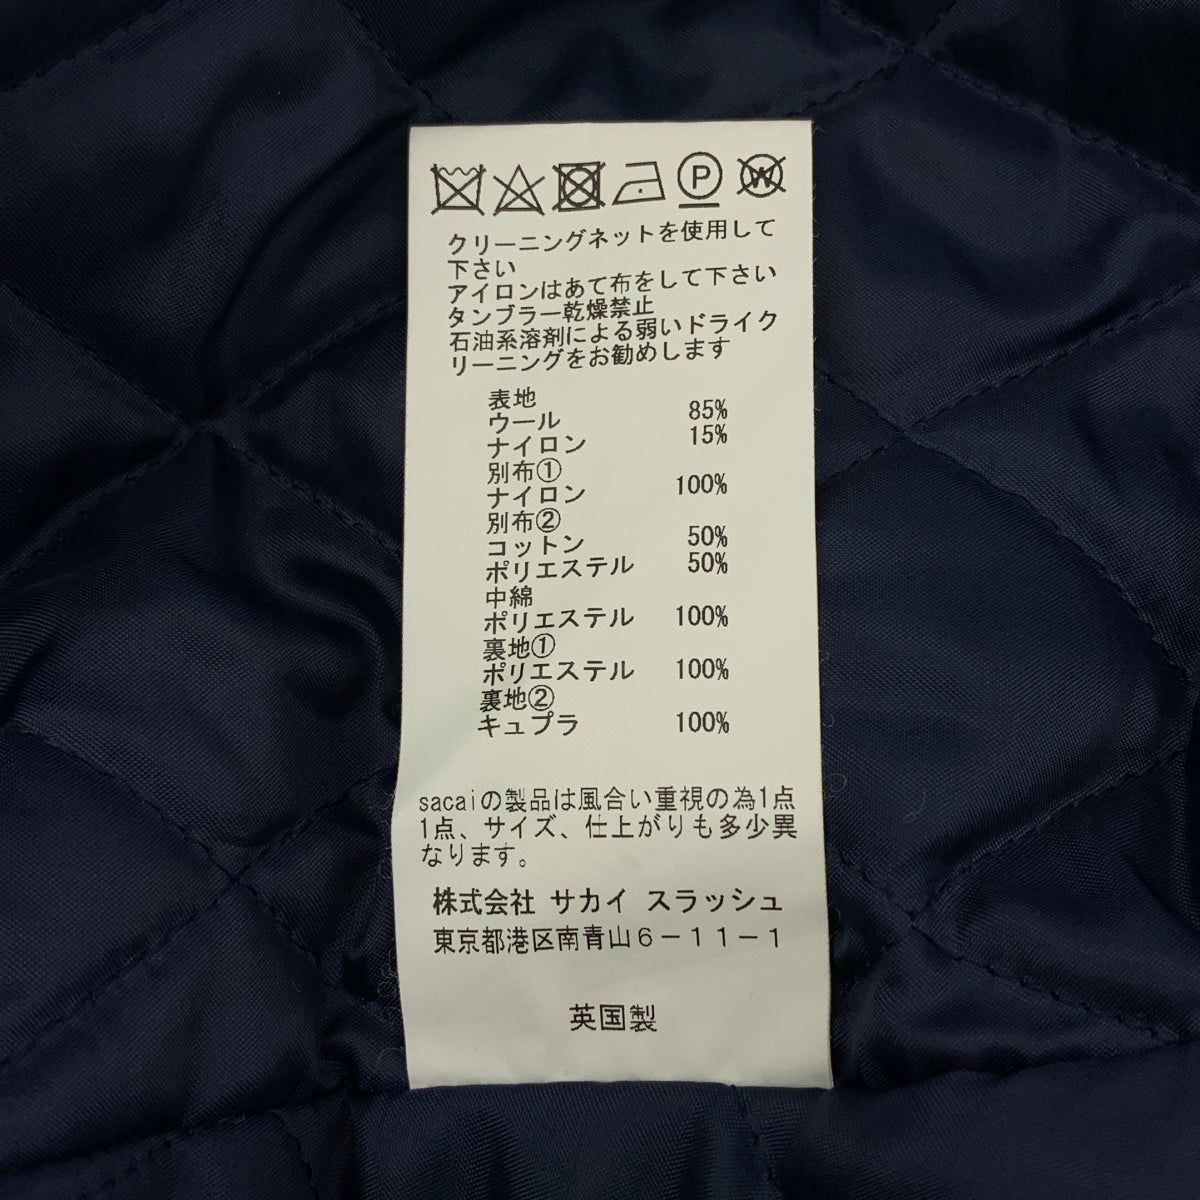 P W
クリーニングネットを使用して
下さい
アイロンはあて布をして下さい
タンブラー乾燥禁止
石油系溶剤による弱いドライク
リーニングをお勧めします
表地
ウール 85%
ナイロン 15%
別布①
ナイロン 100%
別布②
コットン 50%
ポリエステル 50%
中綿
ポリエステル 100%
裏地①
ポリエステル 100%
裏地②
キュプラ 100%
sacaiの製品は風合い重視の為1点
1点、サイズ、仕上がりも多少異
なります。
株式会社 サカイ スラッシュ
東京都港区南青山6-11-1
英国製